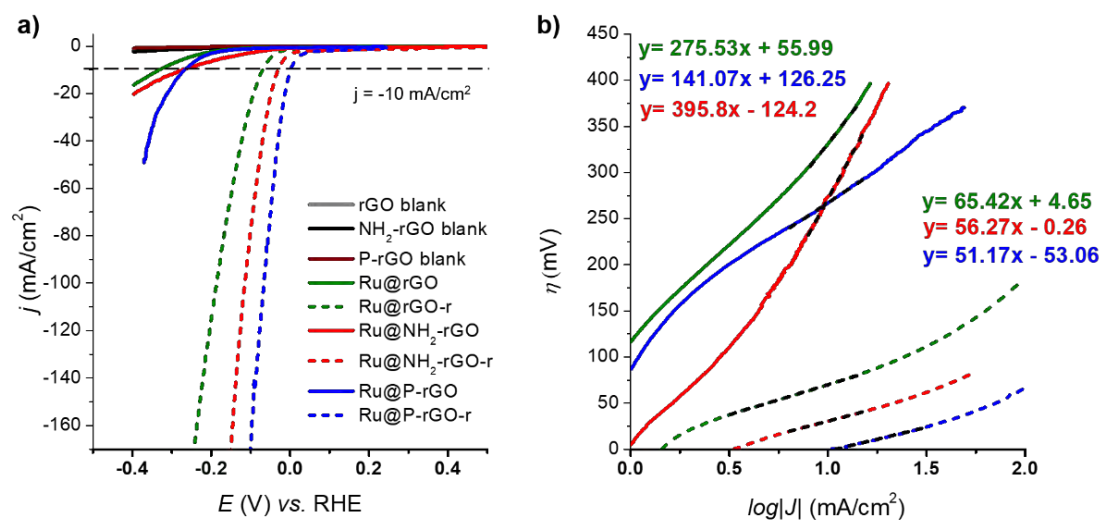 a)
0
-20
-40
-60
-80
-100
-120
-140
-160
j (mA/cm²)
-0.4 -0.2 0.0 0.2 0.4
E (V) vs. RHE
j = -10 mA/cm²
rGO blank
NH₂-rGO blank
P-rGO blank
Ru@rGO
Ru@rGO-r
Ru@NH₂-rGO
Ru@NH₂-rGO-r
Ru@P-rGO
Ru@P-rGO-r
b)
450
400
350
300
250
200
150
100
50
0
η (mV)
0.0 0.5 1.0 1.5 2.0
log|J| (mA/cm²)
y= 275.53x + 55.99
y= 141.07x + 126.25
y= 395.8x - 124.2
y= 65.42x + 4.65
y= 56.27x - 0.26
y= 51.17x - 53.06